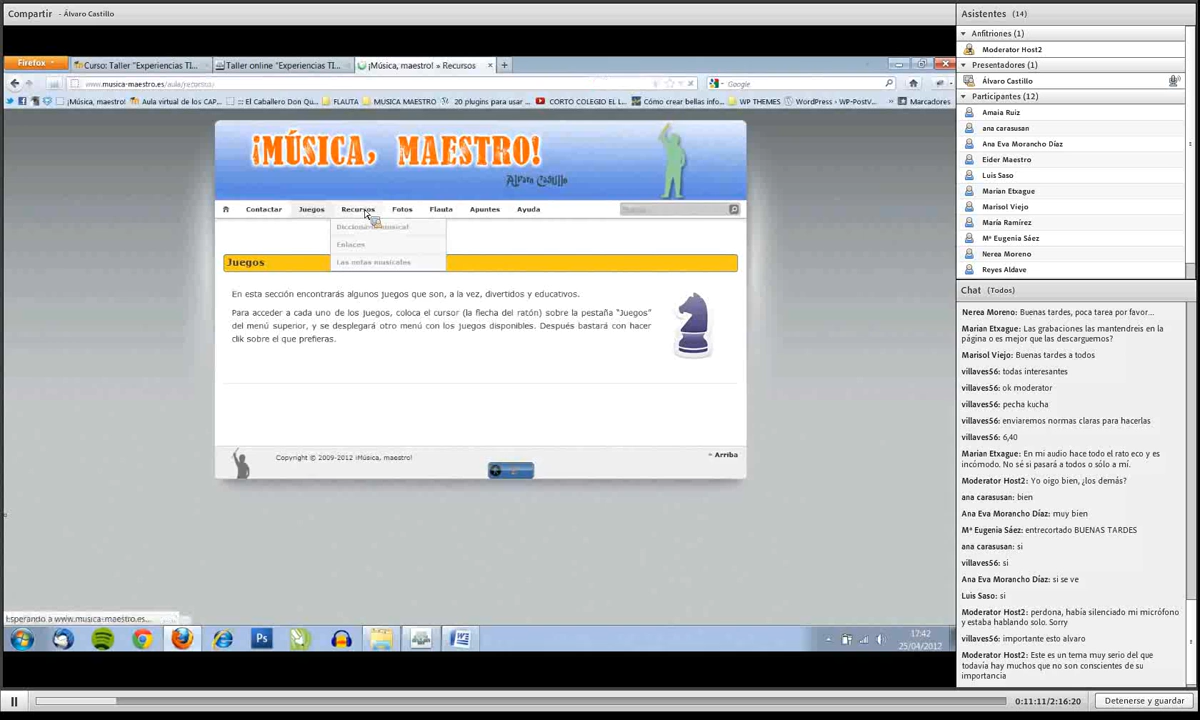 Compartir - Álvaro Castillo
Firefox
Curso: Taller "Experiencias TI...
Taller online "Experiencias TIC...
¡Música, maestro! » Recursos
www.musica-maestro.es/aula/recursos/
Google
¡Música, maestro!
Aula virtual de los CAP...
:: El Caballero Don Qu...
FLAUTA
MUSICA MAESTRO
20 plugins para usar ...
CORTO COLEGIO EL L...
Cómo crear bellas info...
WP THEMES
WordPress › WP-PostV...
Marcadores
¡MÚSICA, MAESTRO!
Alvaro Castillo
Contactar
Juegos
Recursos
Fotos
Flauta
Apuntes
Ayuda
Diccionario musical
Enlaces
Las notas musicales
Juegos
En esta sección encontrarás algunos juegos que son, a la vez, divertidos y educativos.
Para acceder a cada uno de los juegos, coloca el cursor (la flecha del ratón) sobre la pestaña "Juegos"
del menú superior, y se desplegará otro menú con los juegos disponibles. Después bastará con hacer
clik sobre el que prefieras.
Copyright © 2009-2012 ¡Música, maestro!
Arriba
Esperando a www.musica-maestro.es...
Ps
17:42
25/04/2012
Asistentes (14)
Anfitriones (1)
Moderator Host2
Presentadores (1)
Álvaro Castillo
Participantes (12)
Amaia Ruiz
ana carasusan
Ana Eva Morancho Díaz
Eider Maestro
Luis Saso
Marian Etxague
Marisol Viejo
María Ramírez
Mª Eugenia Sáez
Nerea Moreno
Reyes Aldave
Chat (Todos)
Nerea Moreno: Buenas tardes, poca tarea por favor...
Marian Etxague: Las grabaciones las mantendreis en la
página o es mejor que las descarguemos?
Marisol Viejo: Buenas tardes a todos
villaves56: todas interesantes
villaves56: ok moderator
villaves56: pecha kucha
villaves56: enviaremos normas claras para hacerlas
villaves56: 6,40
Marian Etxague: En mi audio hace todo el rato eco y es
incómodo. No sé si pasará a todos o sólo a mí.
Moderator Host2: Yo oigo bien, ¿los demás?
ana carasusan: bien
Ana Eva Morancho Díaz: muy bien
Mª Eugenia Sáez: entrecortado BUENAS TARDES
ana carasusan: si
villaves56: si
Ana Eva Morancho Díaz: si se ve
Luis Saso: si
Moderator Host2: perdona, había silenciado mi micrófono
y estaba hablando solo. Sorry
villaves56: importante esto alvaro
Moderator Host2: Este es un tema muy serio del que
todavía hay muchos que no son conscientes de su
importancia
0:11:11/2:16:20
Detenerse y guardar